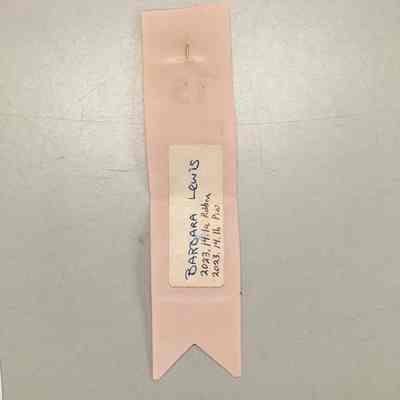 BARBARA Lewis
2023.14.1a Ribbon
2023.14.1b Pin